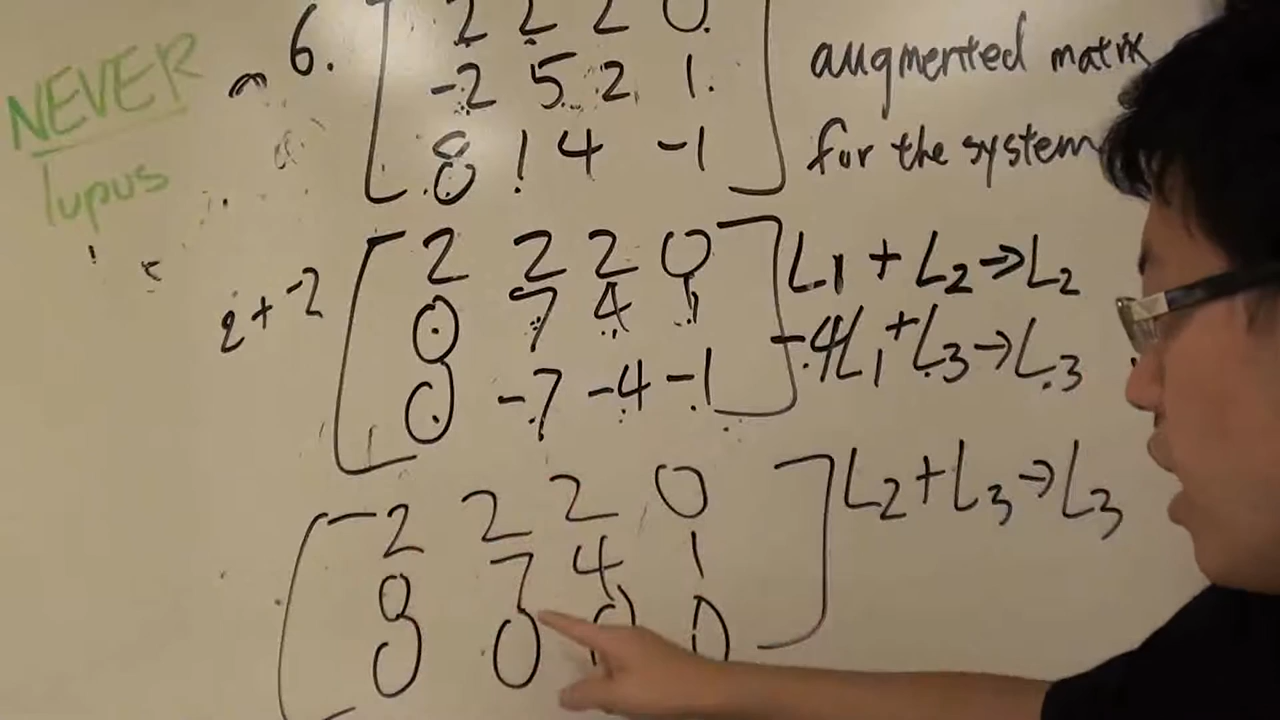 NEVER
lupus
6.
2 2 2 0
-2 5 2 1
8 1 4 -1
augmented matrix
for the system
2 2 2 0
0 7 4 1
0 -7 -4 -1
L1 + L2 → L2
-4L1 + L3 → L3
2 + -2
2 2 2 0
0 7 4 1
0 0 0 0
L2 + L3 → L3